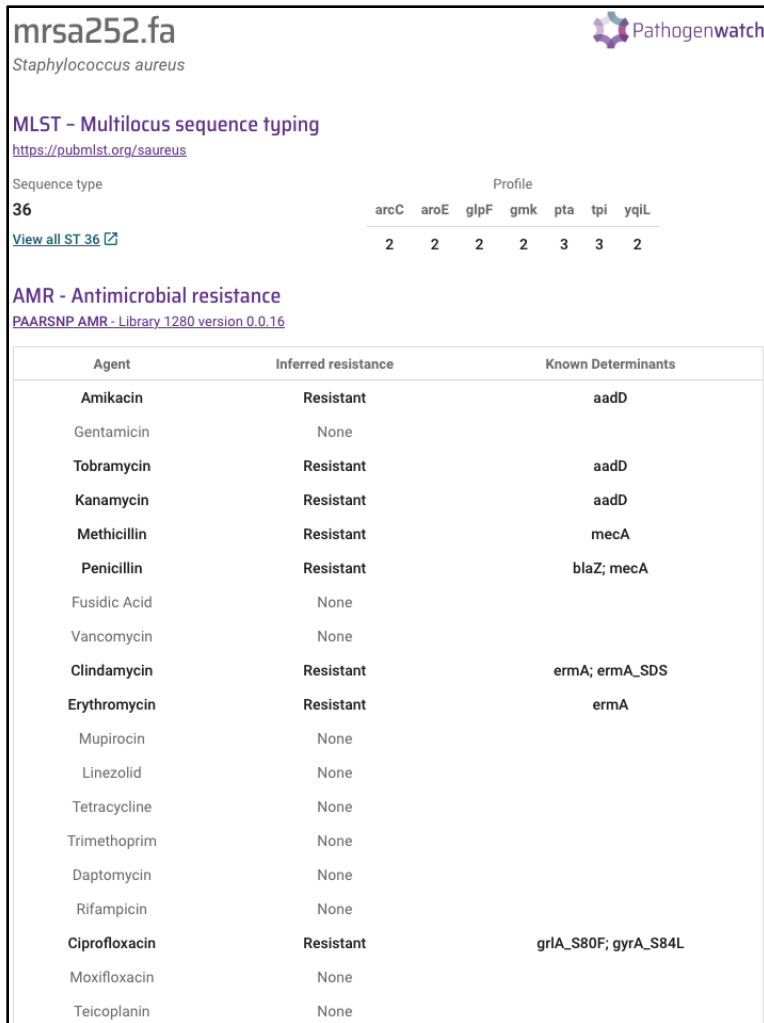 mrsa252.fa
Pathogenwatch
Staphylococcus aureus
MLST – Multilocus sequence typing
https://pubmlst.org/saureus
Sequence type Profile
36 arcC aroE glpF gmk pta tpi yqiL
View all ST 36 2 2 2 2 3 3 2
AMR - Antimicrobial resistance
PAARSNP AMR - Library 1280 version 0.0.16
Agent Inferred resistance Known Determinants
Amikacin Resistant aadD
Gentamicin None
Tobramycin Resistant aadD
Kanamycin Resistant aadD
Methicillin Resistant mecA
Penicillin Resistant blaZ; mecA
Fusidic Acid None
Vancomycin None
Clindamycin Resistant ermA; ermA_SDS
Erythromycin Resistant ermA
Mupirocin None
Linezolid None
Tetracycline None
Trimethoprim None
Daptomycin None
Rifampicin None
Ciprofloxacin Resistant grlA_S80F; gyrA_S84L
Moxifloxacin None
Teicoplanin None